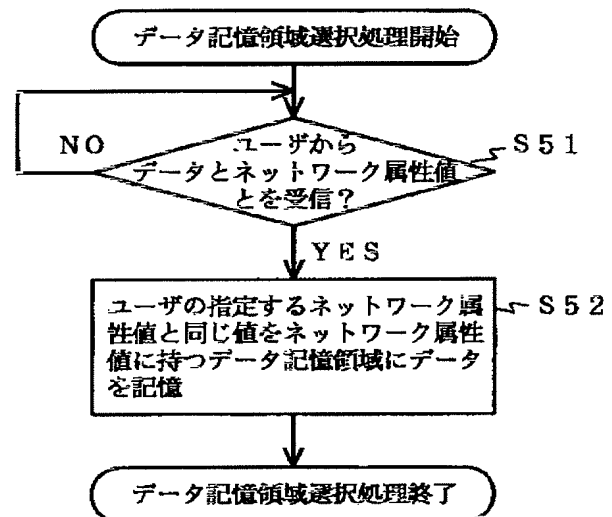 データ記憶領域選択処理開始
ユーザから
NO
データとネットワーク属性値
S51
とを受信？
YES
ユーザの指定するネットワーク属
S52
性値と同じ値をネットワーク属性
値に持つデータ記憶領域にデータ
を記憶
データ記憶領域選択処理終了